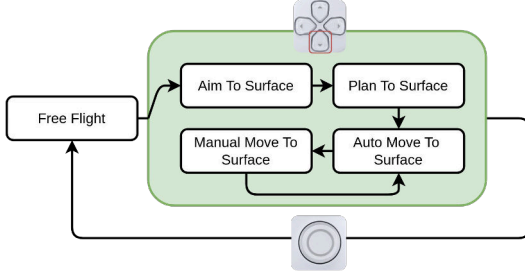 Aim To Surface
Plan To Surface
Free Flight
Manual Move To
Surface
Auto Move To
Surface